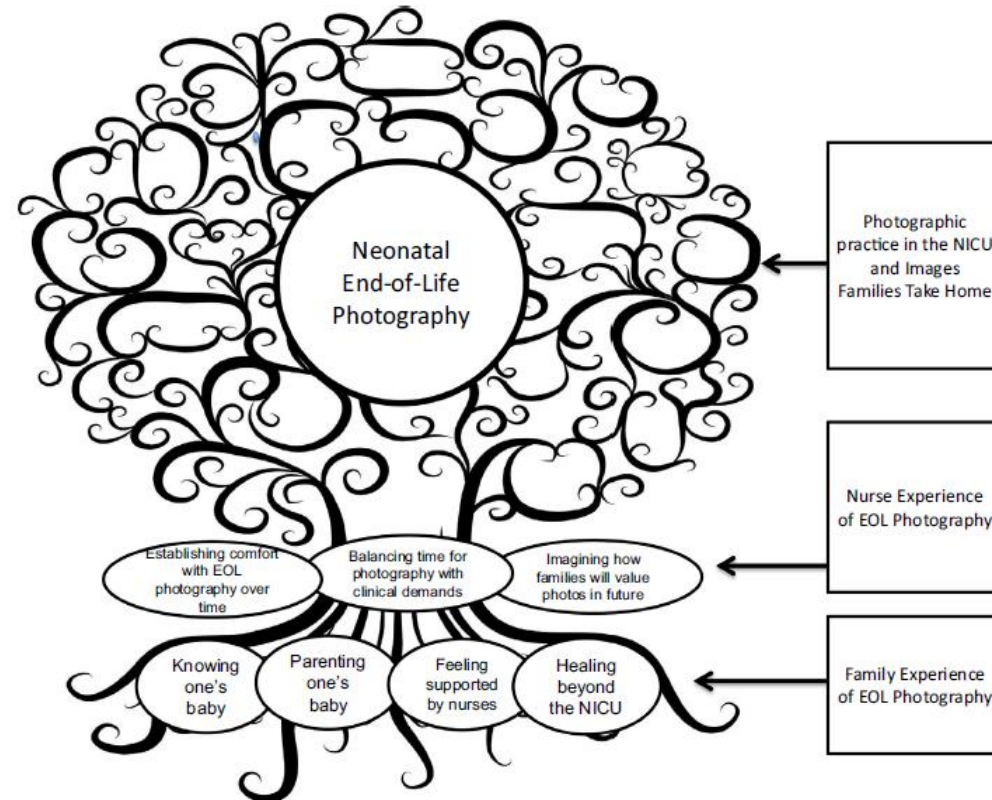 Neonatal
End-of-Life
Photography
Photographic
practice in the NICU
and Images
Families Take Home
Nurse Experience
of EOL Photography
Establishing comfort
with EOL
photography over
time
Balancing time for
photography with
clinical demands
Imagining how
families will value
photos in future
Knowing
one's
baby
Parenting
one's
baby
Feeling
supported
by nurses
Healing
beyond
the NICU
Family Experience
of EOL Photography